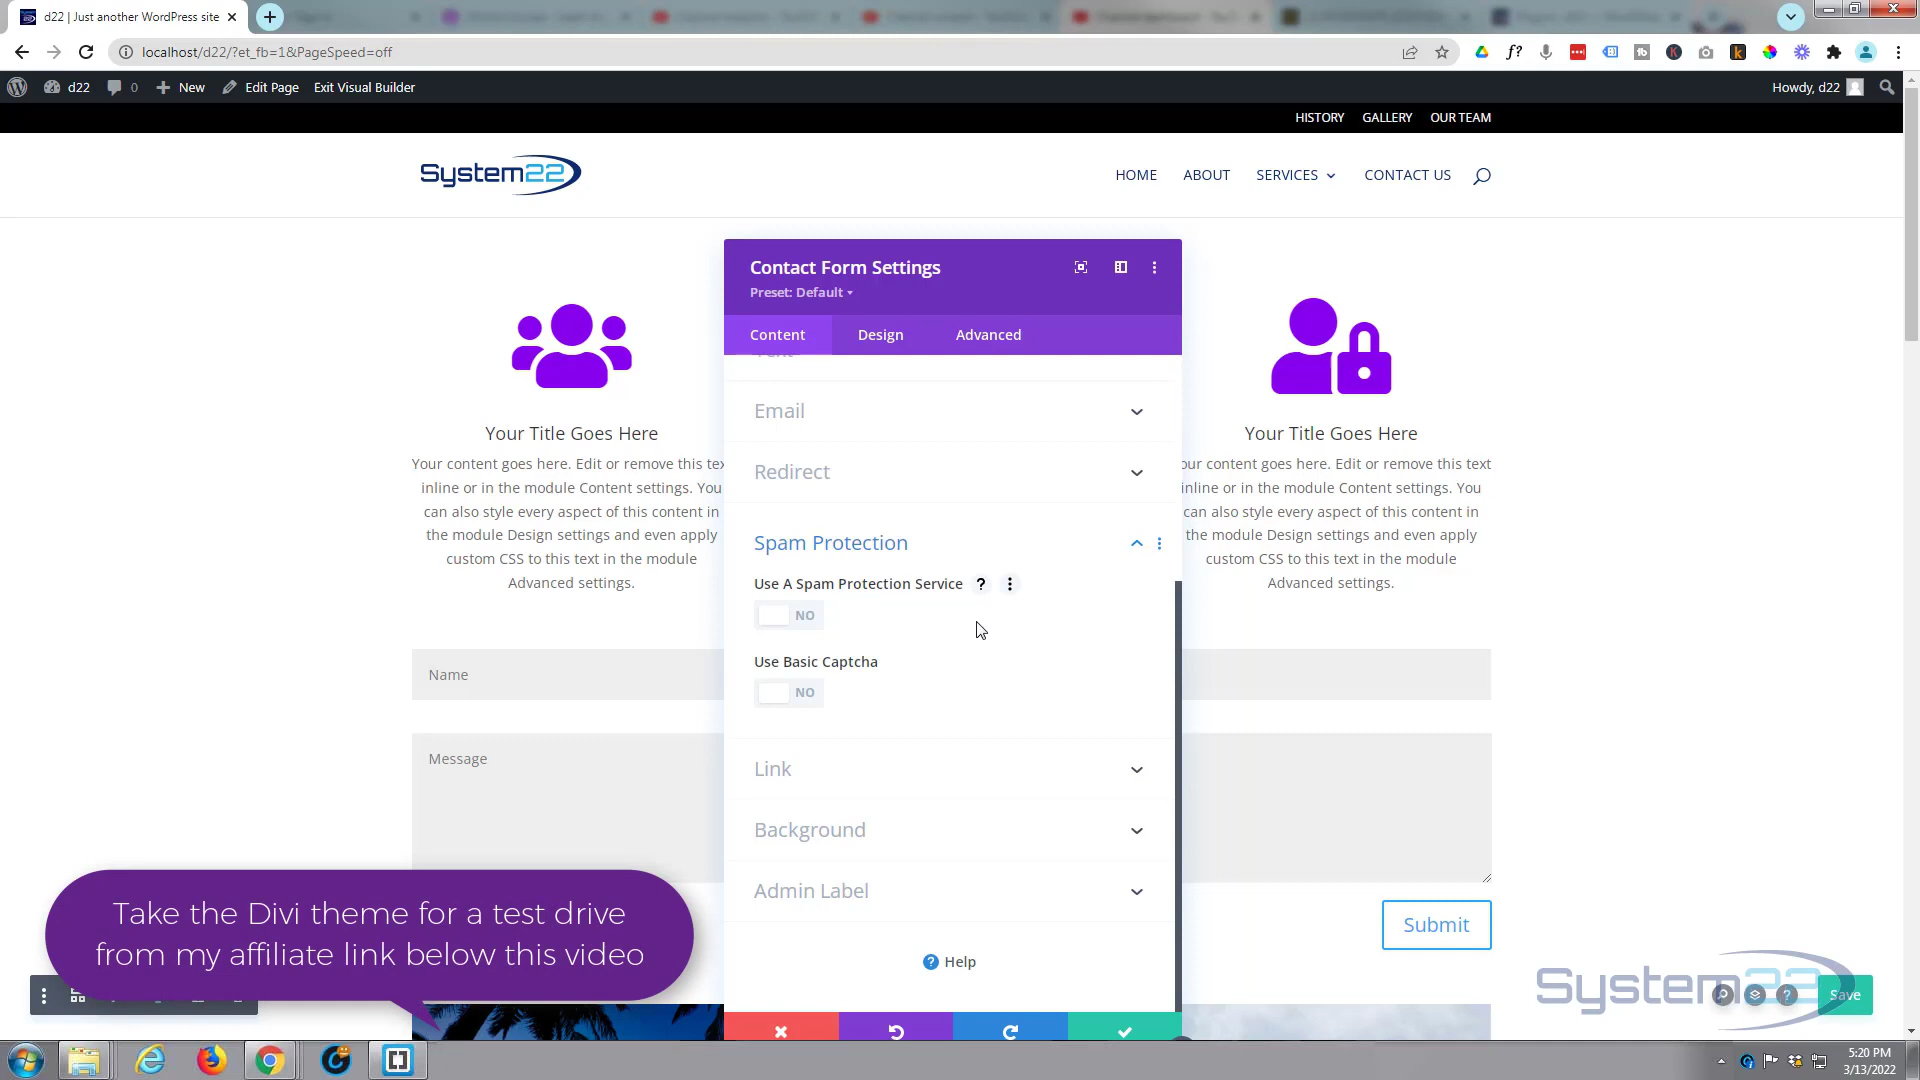 d22 | Just another WordPress site
localhost/d22/?et_fb=1&PageSpeed=off
d22
0
New
Edit Page
Exit Visual Builder
Howdy, d22
HISTORY
GALLERY
OUR TEAM
System22
HOME
ABOUT
SERVICES
CONTACT US
Contact Form Settings
Preset: Default
Content
Design
Advanced
Email
Redirect
Spam Protection
Use A Spam Protection Service
NO
Use Basic Captcha
NO
Link
Background
Admin Label
Help
Your Title Goes Here
Your content goes here. Edit or remove this
inline or in the module Content settings. You
can also style every aspect of this content in
the module Design settings and even apply
custom CSS to this text in the module
Advanced settings.
Your Title Goes Here
content goes here. Edit or remove this text
inline or in the module Content settings. You
can also style every aspect of this content in
the module Design settings and even apply
custom CSS to this text in the module
Advanced settings.
Name
Message
Submit
Take the Divi theme for a test drive
from my affiliate link below this video
System22
Save
5:20 PM
3/13/2022